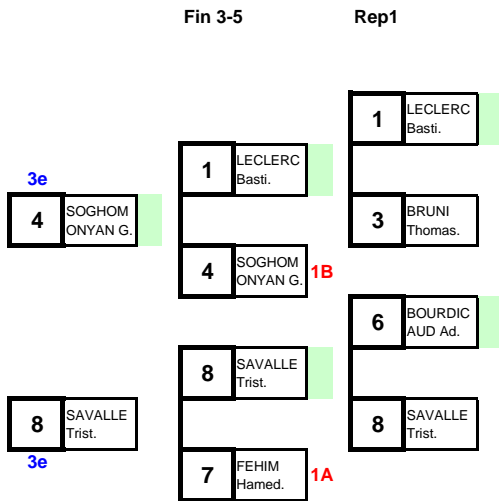 Fin 3-5 Rep1
1 LECLERC
Basti.
1 LECLERC
Basti.
3e
4 SOGHOM
ONYAN G.
3 BRUNI
Thomas.
4 SOGHOM
ONYAN G. 1B
6 BOURDIC
AUD Ad.
8 SAVALLE
Trist.
8 SAVALLE
Trist.
8 SAVALLE
Trist.
3e
7 FEHIM
Hamed. 1A